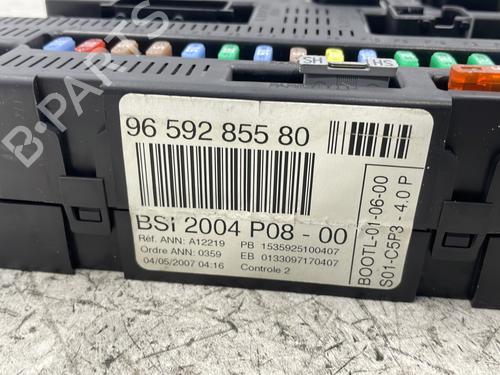 B-PARTS
SH
HS
96 592 855 80
BSI 2004 P08 - 00
Réf. ANN: A12219 PB 1535925100407
Ordre ANN: 0359 EB 0133097170407
04/05/2007 04:16 Controle 2
BOOTL-01-06-00
S01-C5P3 - 4.0 P